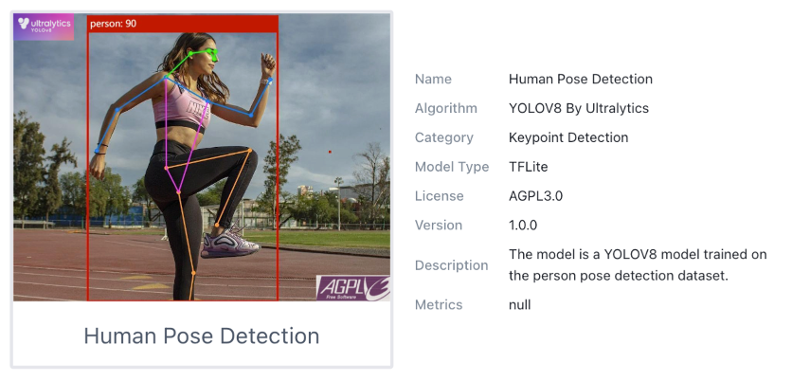 ultralytics
YOLOV8
person: 90
AGPL3
Free Software
Human Pose Detection
Name Human Pose Detection
Algorithm YOLOV8 By Ultralytics
Category Keypoint Detection
Model Type TFLite
License AGPL3.0
Version 1.0.0
Description The model is a YOLOV8 model trained on
the person pose detection dataset.
Metrics null